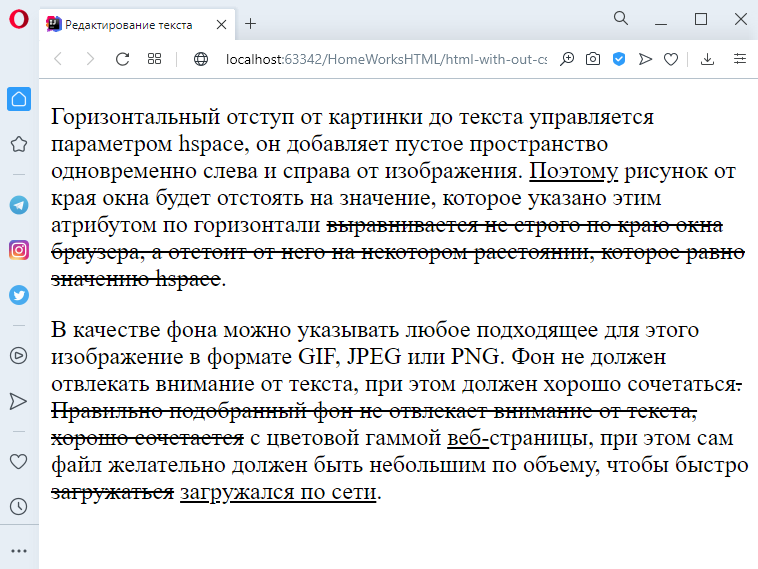 Редактирование текста
localhost:63342/HomeWorksHTML/html-with-out-cs
Горизонтальный отступ от картинки до текста управляется
параметром hspace, он добавляет пустое пространство
одновременно слева и справа от изображения. Поэтому рисунок от
края окна будет отстоять на значение, которое указано этим
атрибутом по горизонтали выравнивается не строго по краю окна
браузера, а отстоит от него на некотором расстоянии, которое равно
значению hspace.
В качестве фона можно указывать любое подходящее для этого
изображение в формате GIF, JPEG или PNG. Фон не должен
отвлекать внимание от текста, при этом должен хорошо сочетаться.
Правильно подобранный фон не отвлекает внимание от текста,
хорошо сочетается с цветовой гаммой веб-страницы, при этом сам
файл желательно должен быть небольшим по объему, чтобы быстро
загружаться загружался по сети.